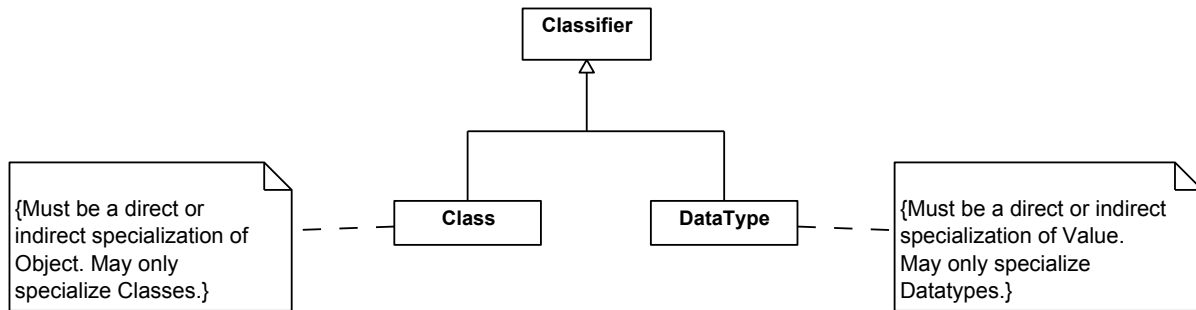 Classifier
Class
DataType
{Must be a direct or
indirect specialization of
Object. May only
specialize Classes.}
{Must be a direct or indirect
specialization of Value.
May only specialize
Datatypes.}